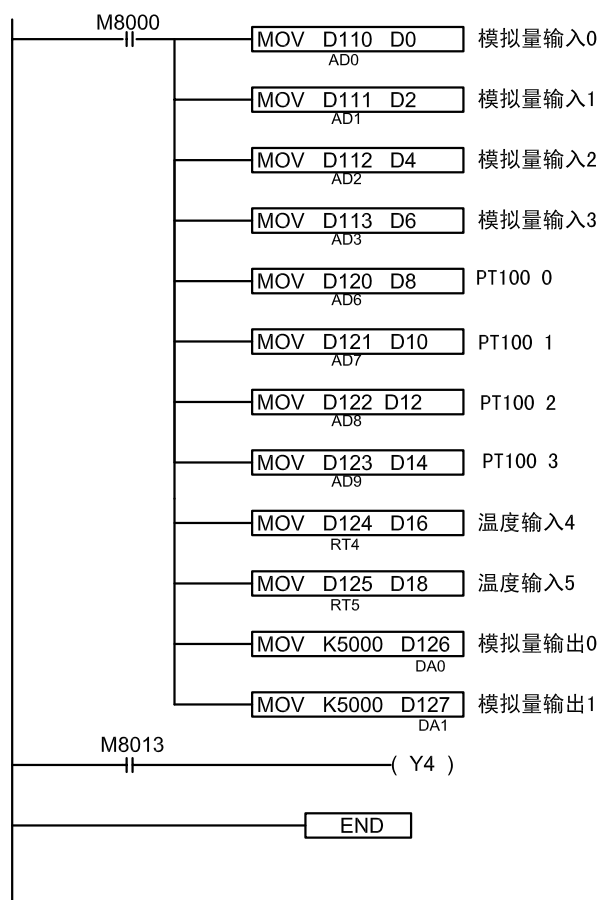 M8000
MOV D110 D0 模拟量输入0
AD0
MOV D111 D2 模拟量输入1
AD1
MOV D112 D4 模拟量输入2
AD2
MOV D113 D6 模拟量输入3
AD3
MOV D120 D8 PT100 0
AD6
MOV D121 D10 PT100 1
AD7
MOV D122 D12 PT100 2
AD8
MOV D123 D14 PT100 3
AD9
MOV D124 D16 温度输入4
RT4
MOV D125 D18 温度输入5
RT5
MOV K5000 D126 模拟量输出0
DA0
MOV K5000 D127 模拟量输出1
DA1
M8013
( Y4 )
END